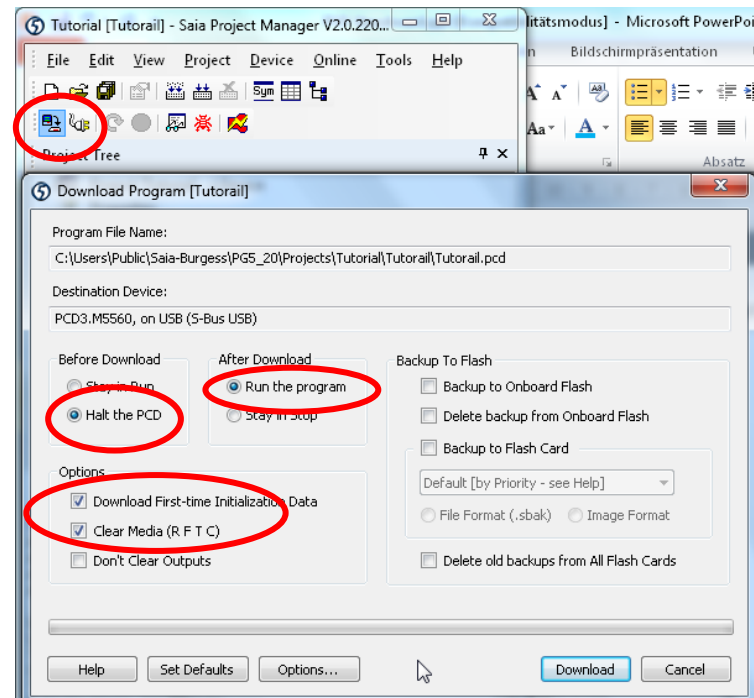 Tutorial [Tutorail] - Saia Project Manager V2.0.220...
litätsmodus] - Microsoft PowerPoi
File Edit View Project Device Online Tools Help
n Bildschirmpräsentation
Sym
A A
Aa A
Project Tree
Absatz
Download Program [Tutorail]
Program File Name:
C:\Users\Public\Saia-Burgess\PG5_20\Projects\Tutorial\Tutorail\Tutorail.pcd
Destination Device:
PCD3.M5560, on USB (S-Bus USB)
Before Download
Stay in Run
Halt the PCD
After Download
Run the program
Stay in Stop
Options
Download First-time Initialization Data
Clear Media (R F T C)
Don't Clear Outputs
Backup To Flash
Backup to Onboard Flash
Delete backup from Onboard Flash
Backup to Flash Card
Default [by Priority - see Help]
File Format (.sbak) Image Format
Delete old backups from All Flash Cards
Help Set Defaults Options... Download Cancel